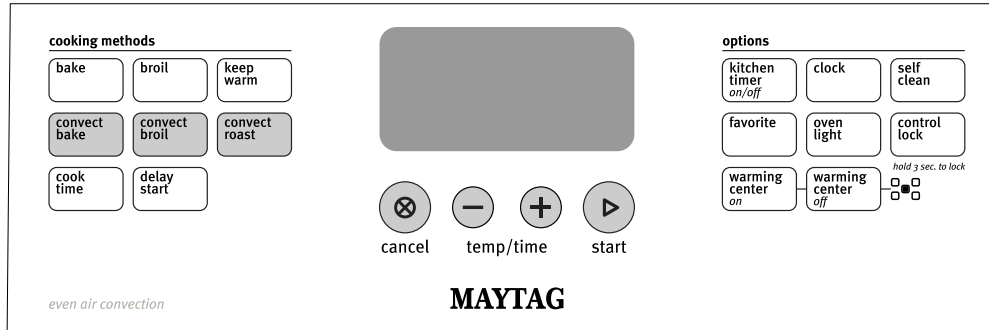 cooking methods
bake
broil
keep
warm
convect
bake
convect
broil
convect
roast
cook
time
delay
start
even air convection
cancel
temp/time
start
MAYTAG
options
kitchen
timer
on/off
clock
self
clean
favorite
oven
light
control
lock
hold 3 sec. to lock
warming
center
on
warming
center
off